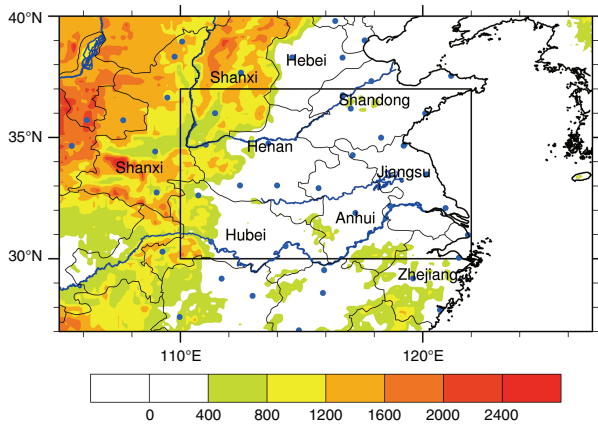 40°N
Hebei
Shanxi
Shandong
35°N
Henan
Shanxi
Jiangsu
Anhui
Hubei
30°N
Zhejiang
110°E 120°E
0 400 800 1200 1600 2000 2400